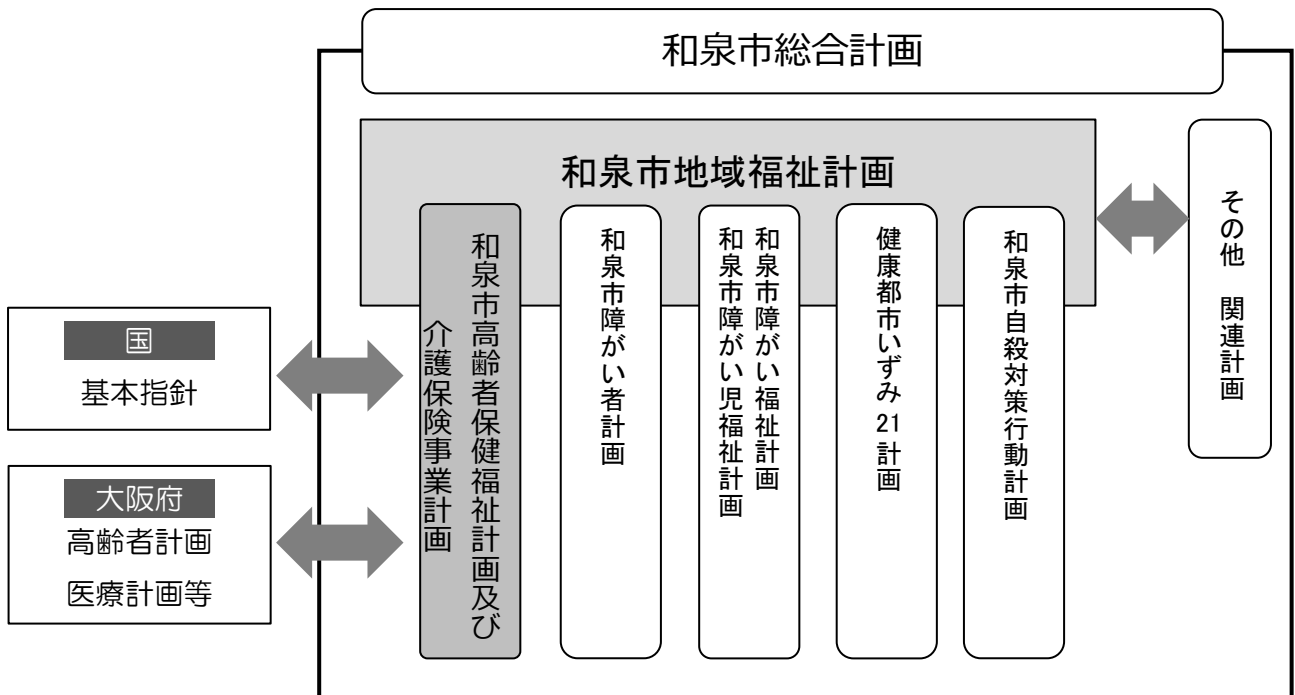 和泉市総合計画
和泉市地域福祉計画
和泉市高齢者保健福祉計画及び
介護保険事業計画
和泉市障がい者計画
和泉市障がい福祉計画
和泉市障がい児福祉計画
健康都市いずみ21計画
和泉市自殺対策行動計画
その他 関連計画
国
基本指針
大阪府
高齢者計画
医療計画等